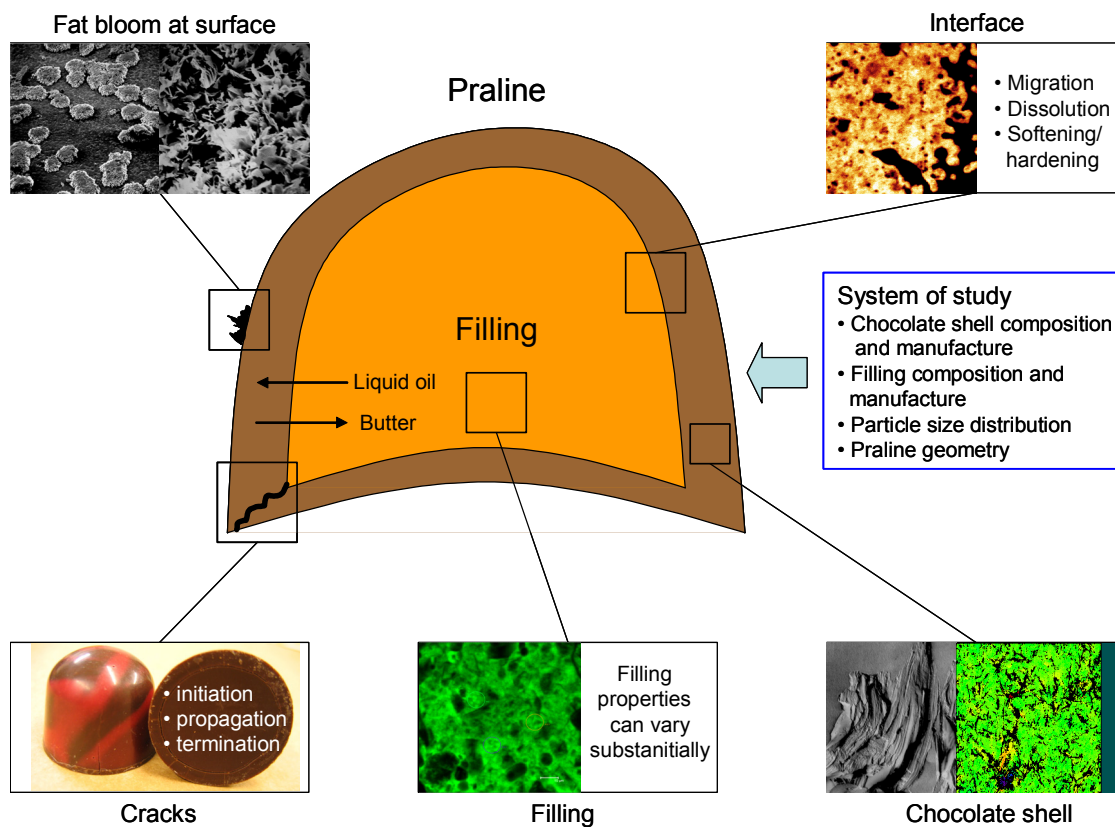 Fat bloom at surface
Interface
Praline
• Migration
• Dissolution
• Softening/
hardening
System of study
• Chocolate shell composition
and manufacture
• Filling composition and
manufacture
• Particle size distribution
• Praline geometry
Filling
Liquid oil
Butter
• initiation
• propagation
• termination
Filling
properties
can vary
substanitially
Cracks
Filling
Chocolate shell